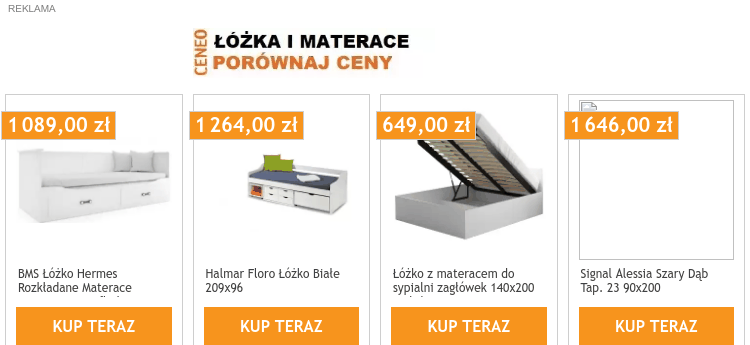 REKLAMA
CENEO
ŁÓŻKA I MATERACE
PORÓWNAJ CENY
1 089,00 zł
1 264,00 zł
649,00 zł
1 646,00 zł
BMS Łóżko Hermes
Rozkładane Materace
Halmar Floro Łóżko Białe
209x96
Łóżko z materacem do
sypialni zagłówek 140x200
Signal Alessia Szary Dąb
Tap. 23 90x200
KUP TERAZ
KUP TERAZ
KUP TERAZ
KUP TERAZ